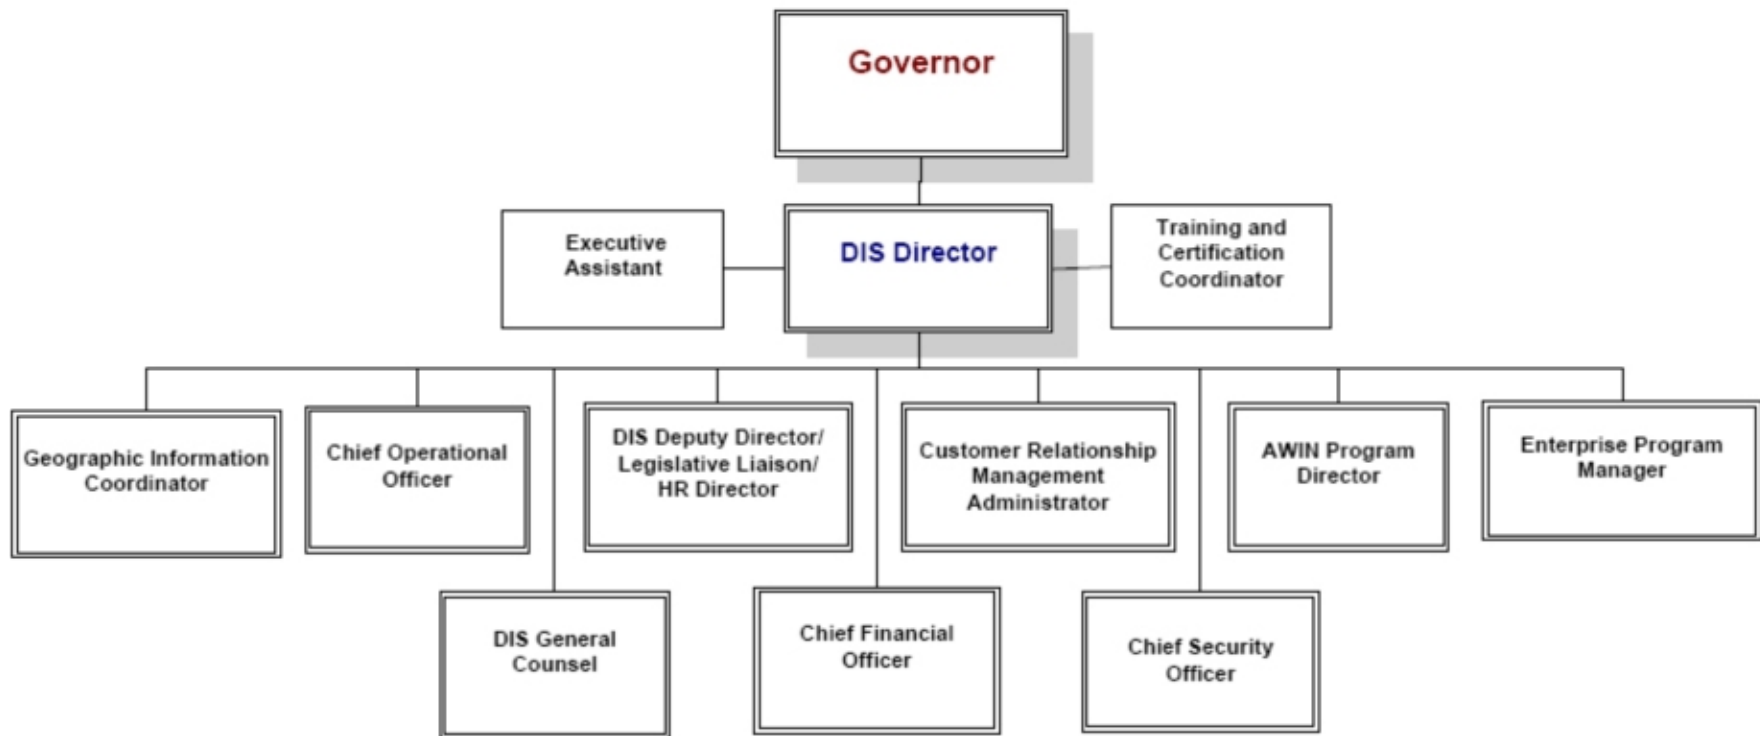 Governor
Executive
Assistant
DIS Director
Training and
Certification
Coordinator
Geographic Information
Coordinator
Chief Operational
Officer
DIS Deputy Director/
Legislative Liaison/
HR Director
Customer Relationship
Management
Administrator
AWIN Program
Director
Enterprise Program
Manager
DIS General
Counsel
Chief Financial
Officer
Chief Security
Officer